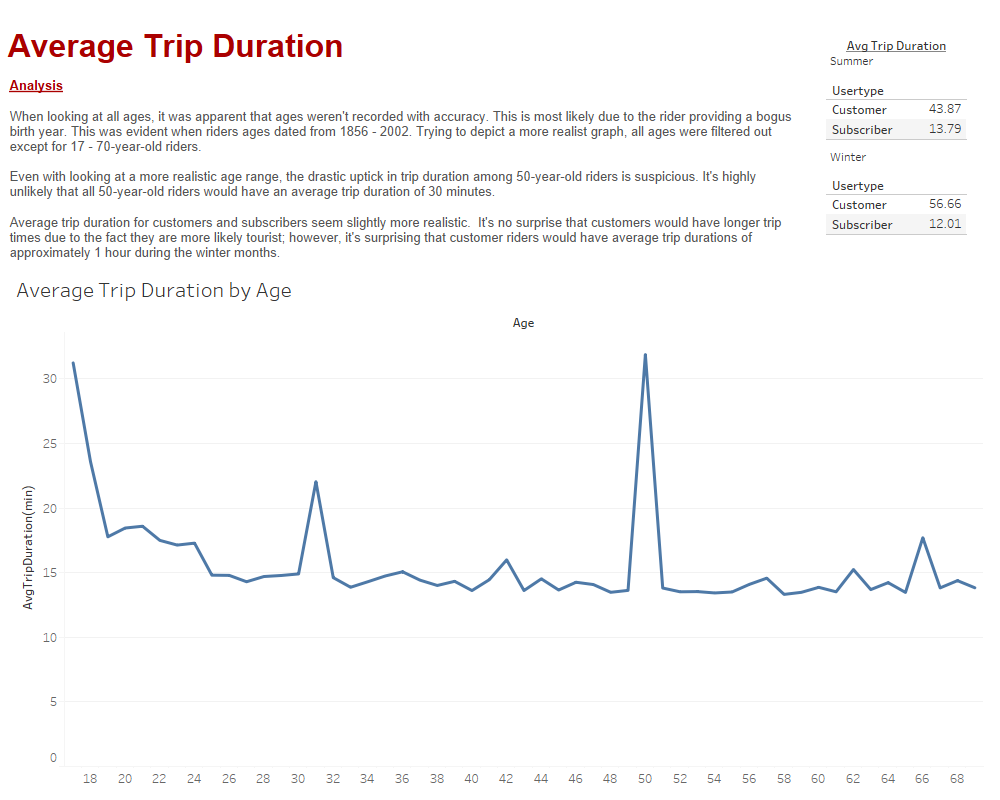 Average Trip Duration
Analysis
When looking at all ages, it was apparent that ages weren't recorded with accuracy. This is most likely due to the rider providing a bogus
birth year. This was evident when riders ages dated from 1856 - 2002. Trying to depict a more realist graph, all ages were filtered out
except for 17 - 70-year-old riders.
Even with looking at a more realistic age range, the drastic uptick in trip duration among 50-year-old riders is suspicious. It's highly
unlikely that all 50-year-old riders would have an average trip duration of 30 minutes.
Average trip duration for customers and subscribers seem slightly more realistic.  It's no surprise that customers would have longer trip
times due to the fact they are more likely tourist; however, it's surprising that customer riders would have average trip durations of
approximately 1 hour during the winter months.
Avg Trip Duration
Summer
Usertype
Customer 43.87
Subscriber 13.79
Winter
Usertype
Customer 56.66
Subscriber 12.01
Average Trip Duration by Age
Age
AvgTripDuration(min)
30
25
20
15
10
5
0
18 20 22 24 26 28 30 32 34 36 38 40 42 44 46 48 50 52 54 56 58 60 62 64 66 68